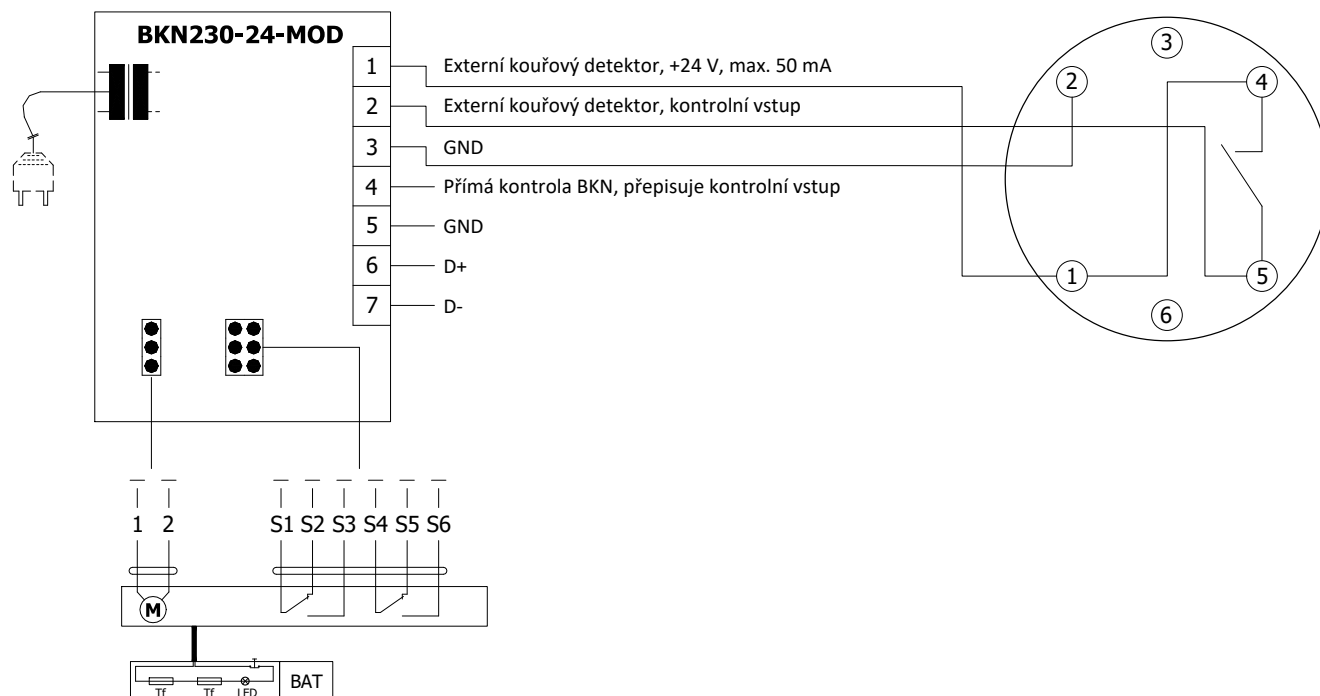 BKN230-24-MOD
1 Externí kouřový detektor, +24 V, max. 50 mA
2 Externí kouřový detektor, kontrolní vstup
3 GND
4 Přímá kontrola BKN, přepisuje kontrolní vstup
5 GND
6 D+
7 D-
3
2 4
1 5
6
1 2 S1 S2 S3 S4 S5 S6
M
Tf Tf LED BAT